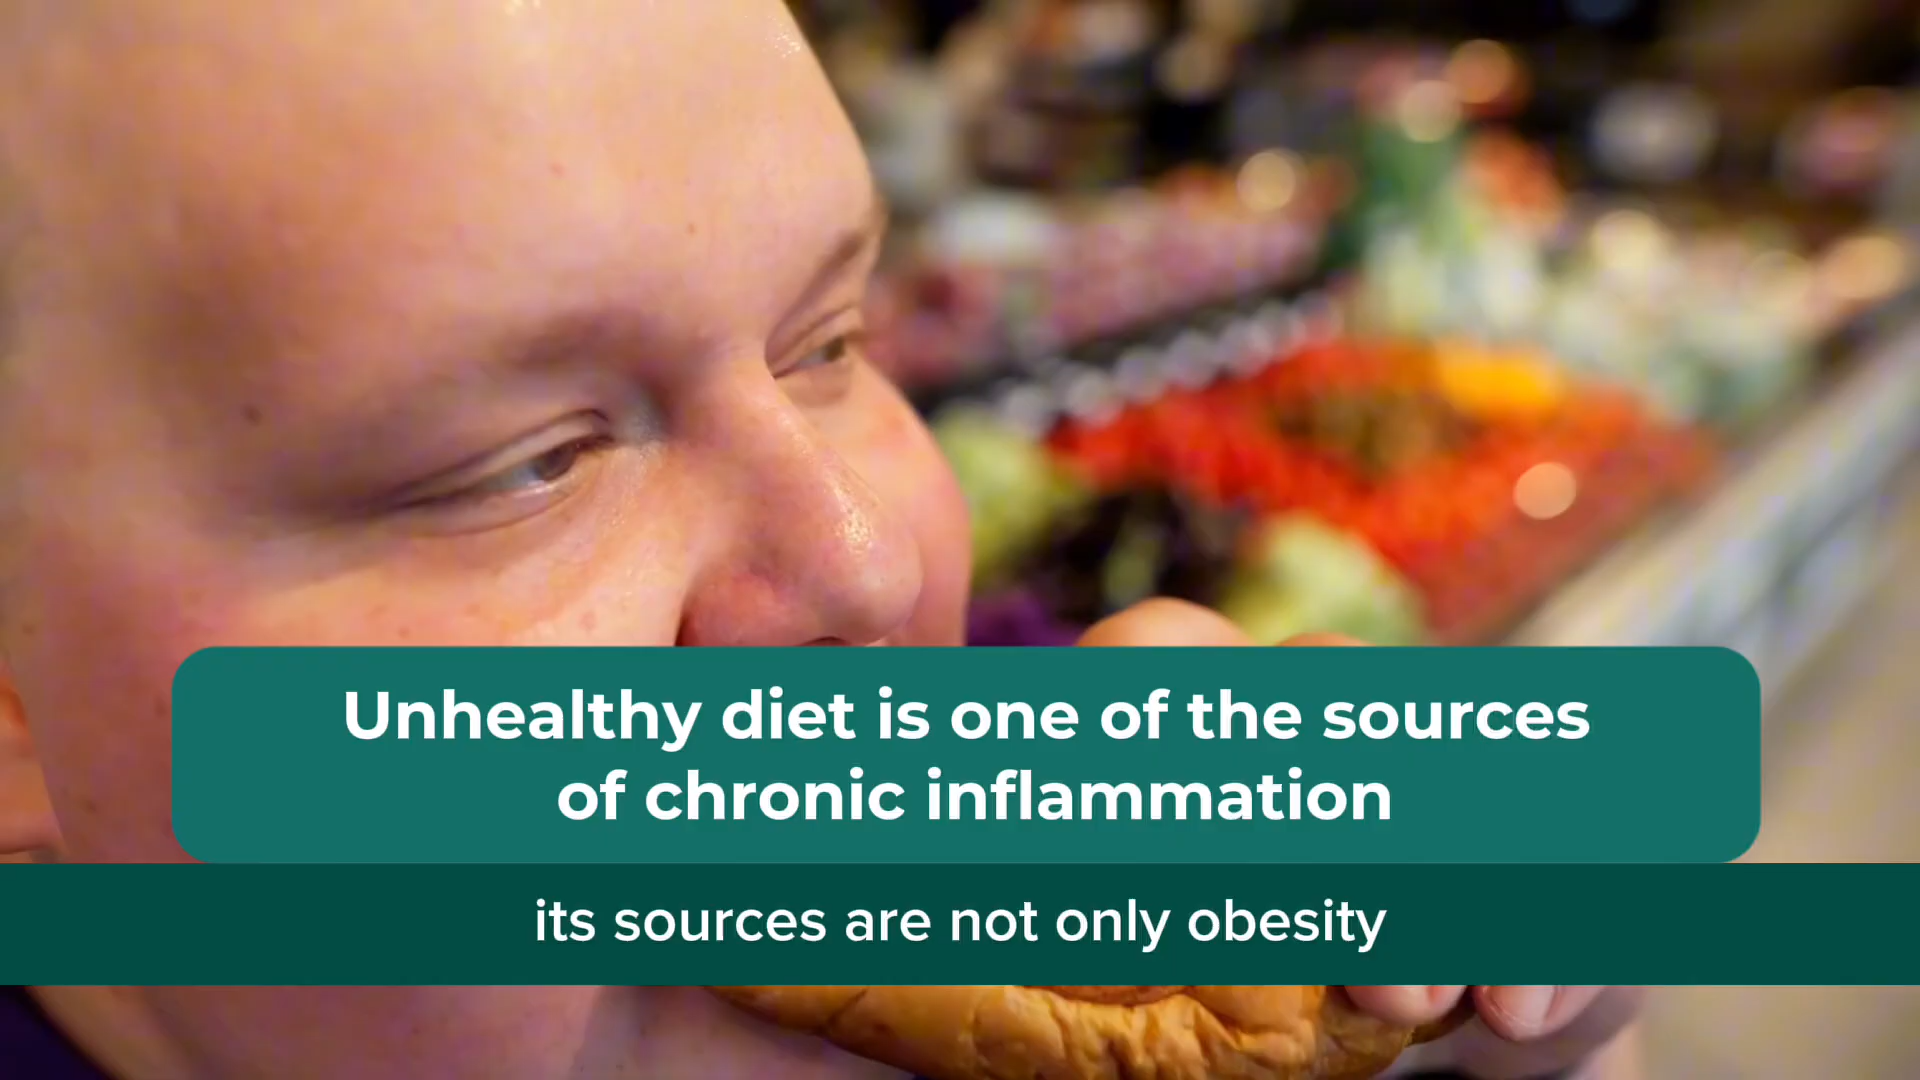 Unhealthy diet is one of the sources
of chronic inflammation
its sources are not only obesity